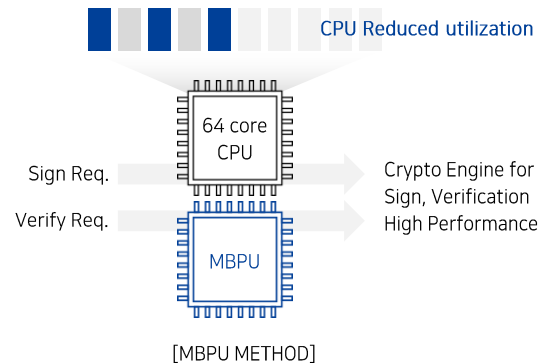 CPU Reduced utilization
64 core
CPU
Sign Req.
Verify Req.
Crypto Engine for
Sign, Verification
High Performance
MBPU
[MBPU METHOD]